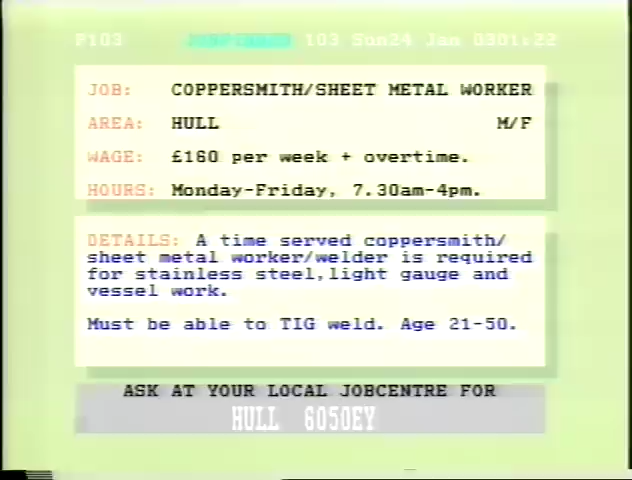 P103 JOBFINDER 103 Sun24 Jan 0301:22
JOB: COPPERSMITH/SHEET METAL WORKER
AREA: HULL M/F
WAGE: £160 per week + overtime.
HOURS: Monday-Friday, 7.30am-4pm.
DETAILS: A time served coppersmith/
sheet metal worker/welder is required
for stainless steel,light gauge and
vessel work.
Must be able to TIG weld. Age 21-50.
ASK AT YOUR LOCAL JOBCENTRE FOR
HULL 6050EY